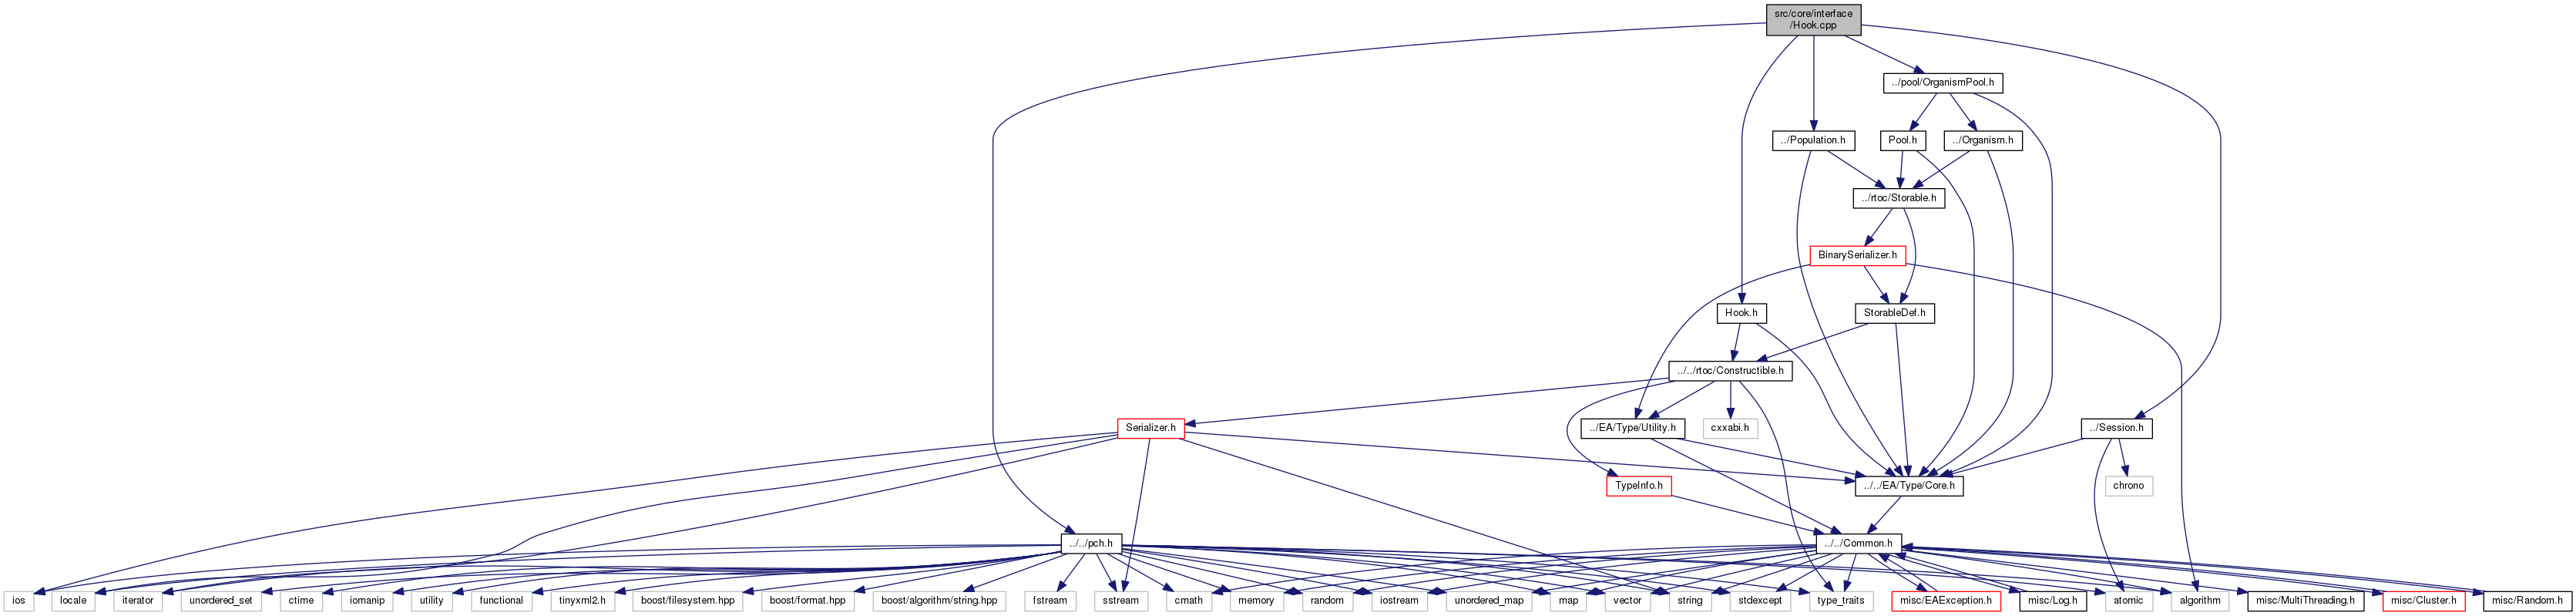 src/core/interface
/Hook.cpp
../pool/OrganismPool.h
../Population.h
Pool.h
../Organism.h
../rtoc/Storable.h
BinarySerializer.h
Hook.h
StorableDef.h
../../rtoc/Constructible.h
Serializer.h
../EA/Type/Utility.h
cxxabi.h
../Session.h
TypeInfo.h
../../EA/Type/Core.h
chrono
../../pch.h
../../Common.h
ios
locale
iterator
unordered_set
ctime
iomanip
utility
functional
tinyxml2.h
boost/filesystem.hpp
boost/format.hpp
boost/algorithm/string.hpp
fstream
sstream
cmath
memory
random
iostream
unordered_map
map
vector
string
stdexcept
type_traits
misc/EAException.h
misc/Log.h
atomic
algorithm
misc/MultiThreading.h
misc/Cluster.h
misc/Random.h